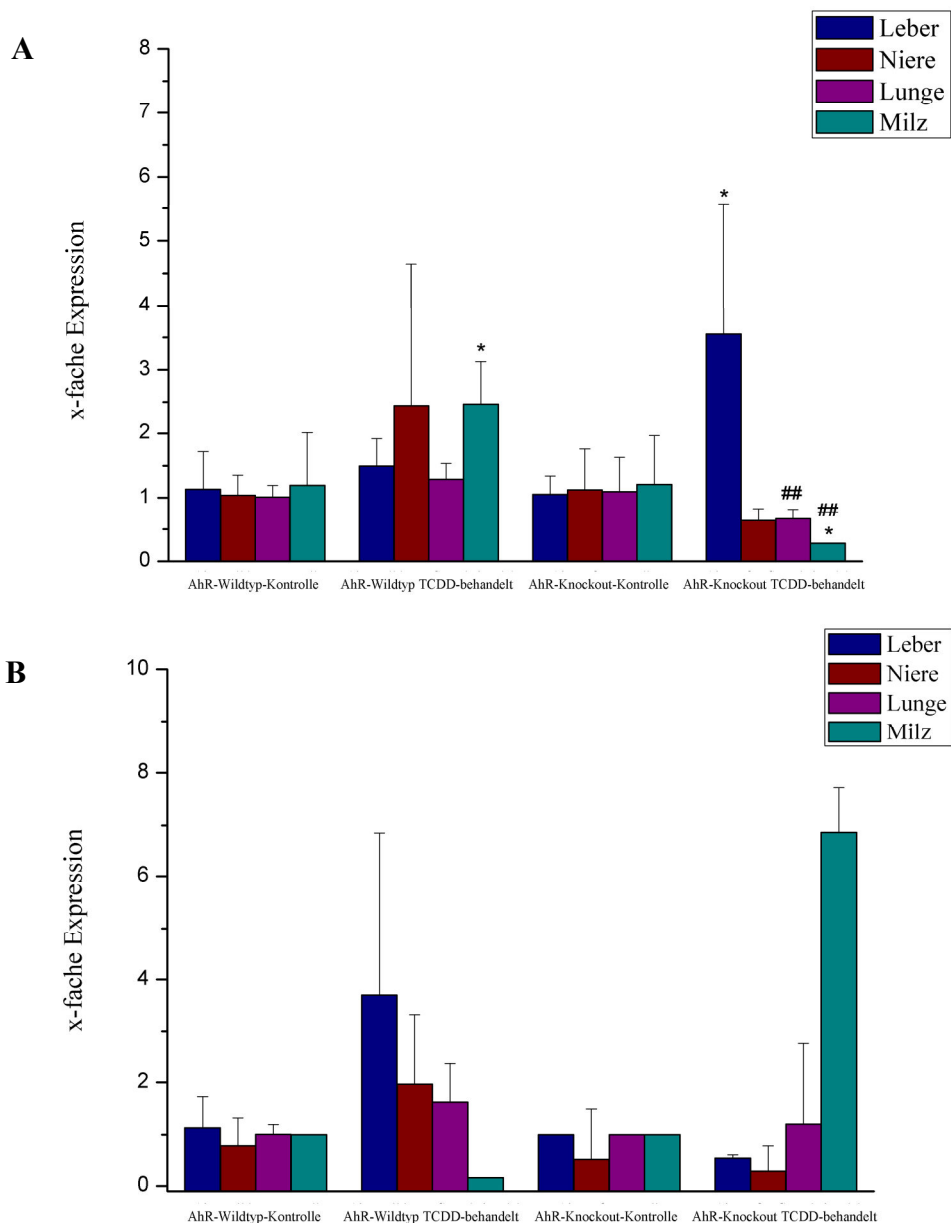 A
Leber
Niere
Lunge
Milz
8
7
6
5
4
3
2
1
0
x-fache Expression
*
*
##
##
*
AhR-Wildtyp-Kontrolle
AhR-Wildtyp TCDD-behandelt
AhR-Knockout-Kontrolle
AhR-Knockout TCDD-behandelt
B
Leber
Niere
Lunge
Milz
10
8
6
4
2
0
x-fache Expression
AhR-Wildtyp-Kontrolle
AhR-Wildtyp TCDD-behandelt
AhR-Knockout-Kontrolle
AhR-Knockout TCDD-behandelt